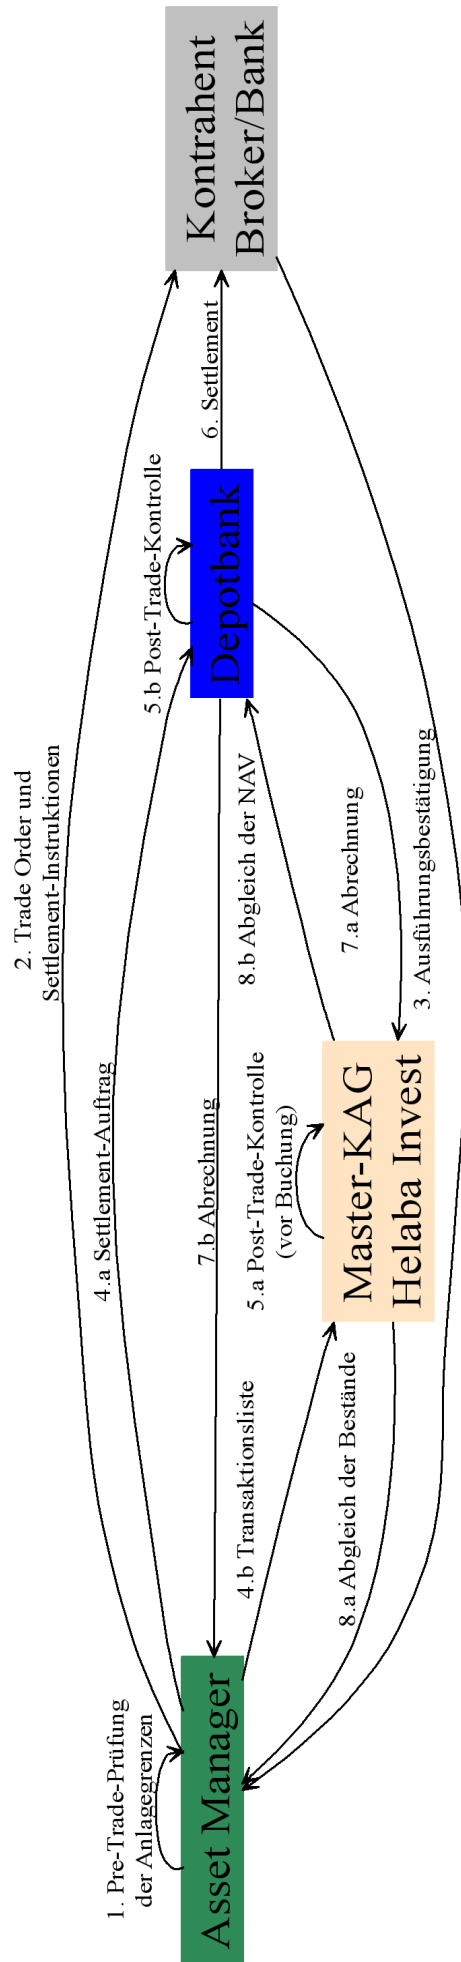 1. Pre-Trade-Prüfung
der Anlagegrenzen
Asset Manager
2. Trade Order und
Settlement-Instruktionen
4.a Settlement-Auftrag
7.b Abrechnung
4.b Transaktionsliste
8.a Abgleich der Bestände
5.a Post-Trade-Kontrolle
(vor Buchung)
Master-KAG
Helaba Invest
8.b Abgleich der NAV
7.a Abrechnung
3. Ausführungsbestätigung
5.b Post-Trade-Kontrolle
Depotbank
6. Settlement
Kontrahent
Broker/Bank